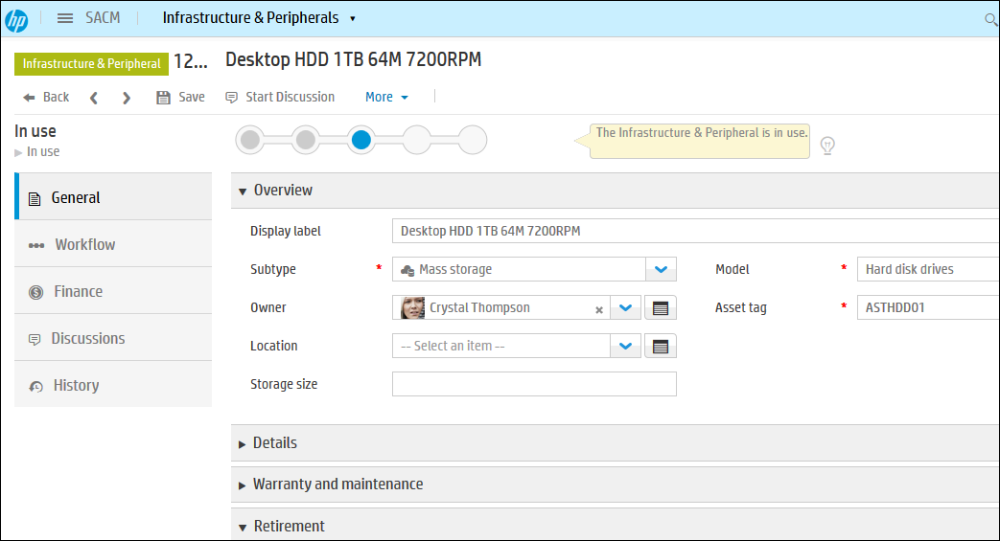 hp SACM Infrastructure & Peripherals
Infrastructure & Peripheral 12... Desktop HDD 1TB 64M 7200RPM
Back Save Start Discussion More
In use
In use
The Infrastructure & Peripheral is in use.
General
Workflow
Finance
Discussions
History
Overview
Display label Desktop HDD 1TB 64M 7200RPM
Subtype * Mass storage Model * Hard disk drives
Owner Crystal Thompson × Asset tag * ASTHDD01
Location -- Select an item --
Storage size
Details
Warranty and maintenance
Retirement